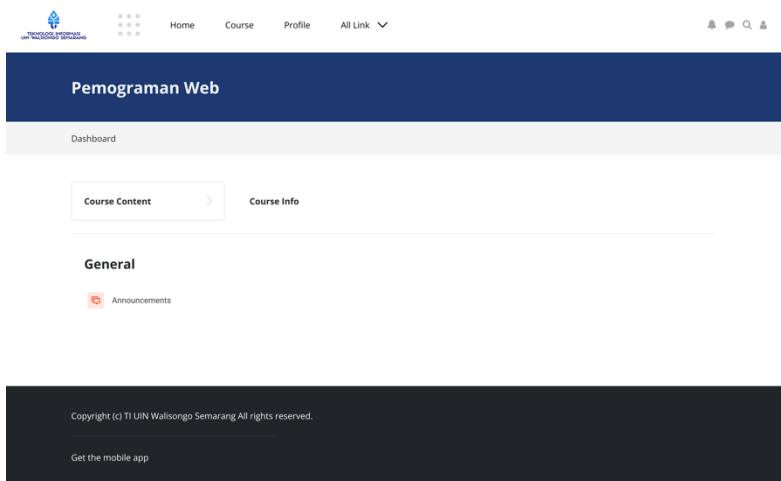 TEKNOLOGI INFORMASI
UIN WALISONGO SEMARANG
Home Course Profile All Link
Pemograman Web
Dashboard
Course Content Course Info
General
Announcements
Copyright (c) TI UIN Walisongo Semarang All rights reserved.
Get the mobile app